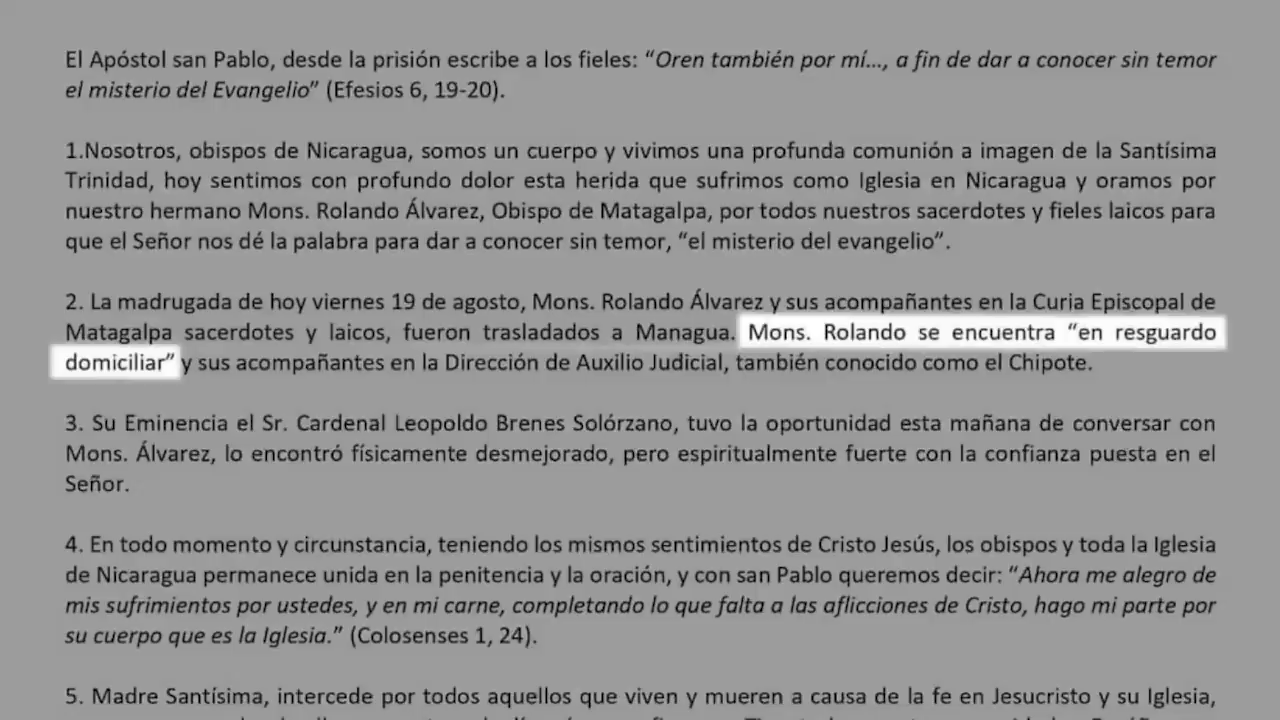 El Apóstol san Pablo, desde la prisión escribe a los fieles: “Oren también por mí…, a fin de dar a conocer sin temor
el misterio del Evangelio” (Efesios 6, 19-20).
1.Nosotros, obispos de Nicaragua, somos un cuerpo y vivimos una profunda comunión a imagen de la Santísima
Trinidad, hoy sentimos con profundo dolor esta herida que sufrimos como Iglesia en Nicaragua y oramos por
nuestro hermano Mons. Rolando Álvarez, Obispo de Matagalpa, por todos nuestros sacerdotes y fieles laicos para
que el Señor nos dé la palabra para dar a conocer sin temor, “el misterio del evangelio”.
2. La madrugada de hoy viernes 19 de agosto, Mons. Rolando Álvarez y sus acompañantes en la Curia Episcopal de
Matagalpa sacerdotes y laicos, fueron trasladados a Managua. Mons. Rolando se encuentra “en resguardo
domiciliar” y sus acompañantes en la Dirección de Auxilio Judicial, también conocido como el Chipote.
3. Su Eminencia el Sr. Cardenal Leopoldo Brenes Solórzano, tuvo la oportunidad esta mañana de conversar con
Mons. Álvarez, lo encontró físicamente desmejorado, pero espiritualmente fuerte con la confianza puesta en el
Señor.
4. En todo momento y circunstancia, teniendo los mismos sentimientos de Cristo Jesús, los obispos y toda la Iglesia
de Nicaragua permanece unida en la penitencia y la oración, y con san Pablo queremos decir: “Ahora me alegro de
mis sufrimientos por ustedes, y en mi carne, completando lo que falta a las aflicciones de Cristo, hago mi parte por
su cuerpo que es la Iglesia.” (Colosenses 1, 24).
5. Madre Santísima, intercede por todos aquellos que viven y mueren a causa de la fe en Jesucristo y su Iglesia,